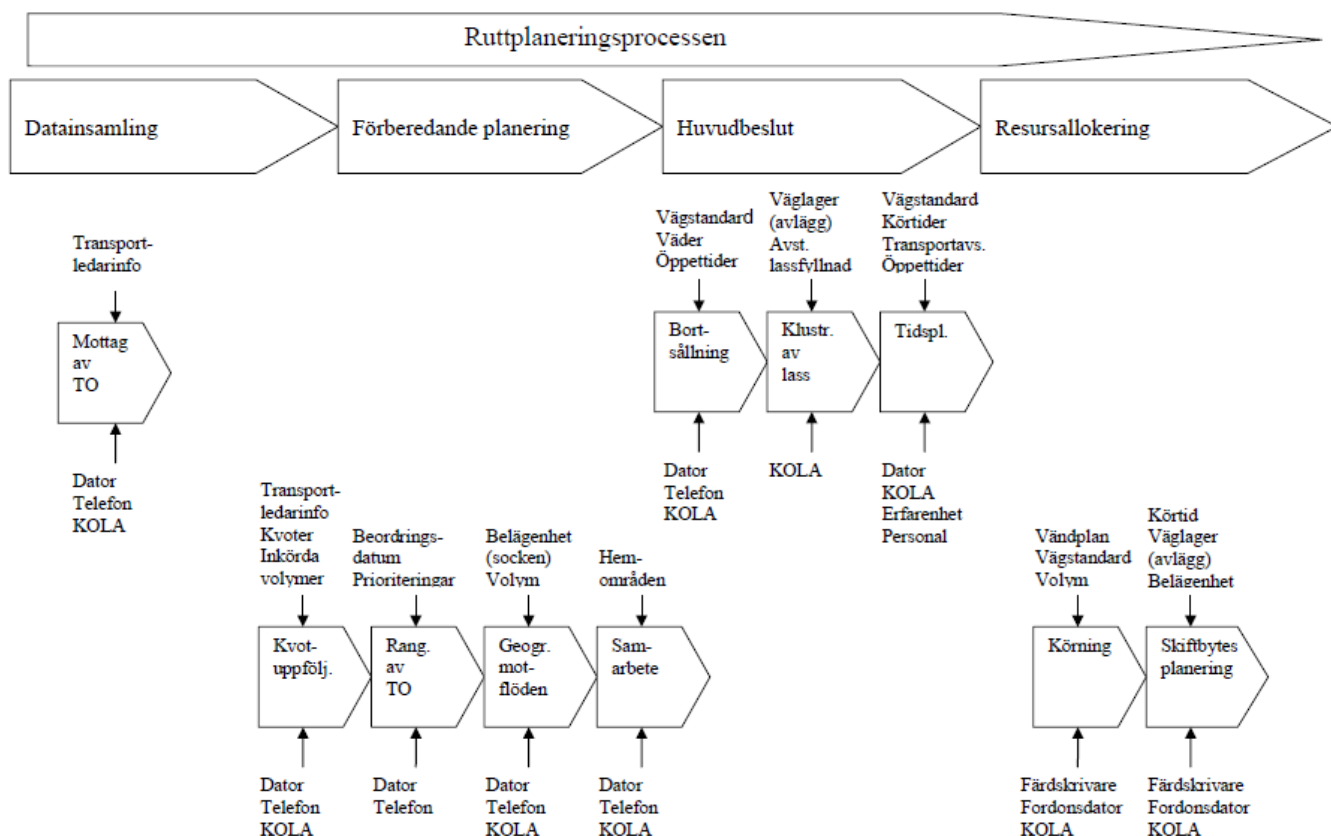 Ruttplaneringsprocessen
Datainsamling
Förberedande planering
Huvudbeslut
Resursallokering
Transport-
ledarinfo
Mottag
av
TO
Dator
Telefon
KOLA
Vägstandard
Väder
Öppettider
Bort-
sållning
Dator
Telefon
KOLA
Väglager
(avlägg)
Avst.
lassfyllnad
Klustr.
av
lass
KOLA
Vägstandard
Körtider
Transportavs.
Öppettider
Tidspl.
Dator
KOLA
Erfarenhet
Personal
Transport-
ledarinfo
Kvoter
Inkörda
volymer
Kvot-
uppfölj.
Dator
Telefon
KOLA
Beordrings-
datum
Prioriteringar
Rang.
av
TO
Dator
Telefon
Belägenhet
(socken)
Volym
Geogr.
mot-
flöden
Dator
Telefon
KOLA
Hem-
områden
Sam-
arbete
Dator
Telefon
KOLA
Vändplan
Vägstandard
Volym
Körning
Färdskrivare
Fordonsdator
KOLA
Körtid
Väglager
(avlägg)
Belägenhet
Skiftbytes
planering
Färdskrivare
Fordonsdator
KOLA